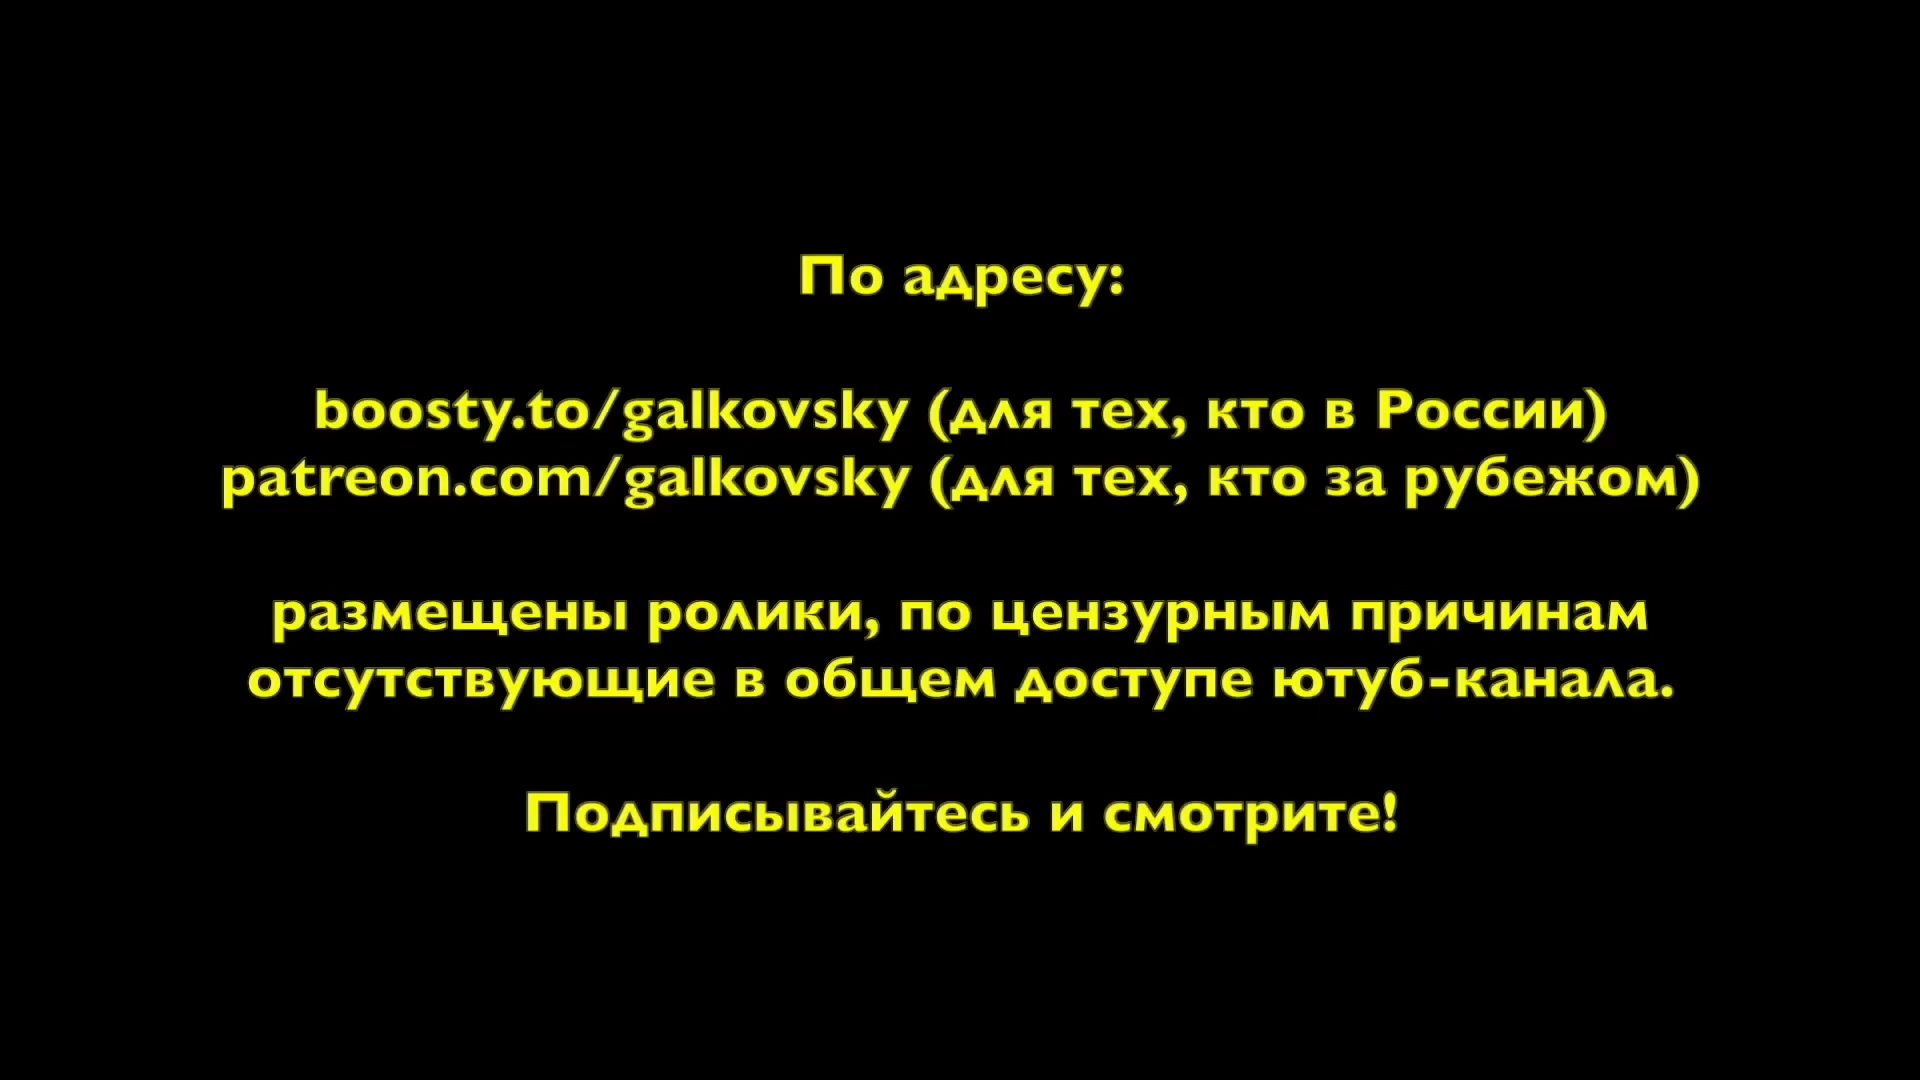 По адресу:
boosty.to/galkovsky (для тех, кто в России)
patreon.com/galkovsky (для тех, кто за рубежом)
размещены ролики, по цензурным причинам
отсутствующие в общем доступе ютуб-канала.
Подписывайтесь и смотрите!